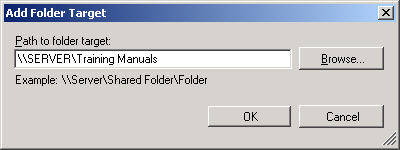 Add Folder Target
Path to folder target:
\\SERVER\Training Manuals
Browse...
Example: \\Server\Shared Folder\Folder
OK
Cancel